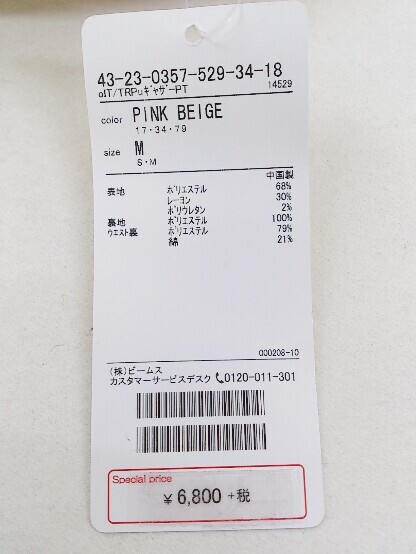 43-23-0357-529-34-18
oIT/TRPuｷﾞｬｻﾞｰPT 14529
color PINK BEIGE
17・34・79
size M
S・M
中国製
表地 ポリエステル 68%
レーヨン 30%
ポリウレタン 2%
裏地 ポリエステル 100%
ウエスト裏 ポリエステル 79%
綿 21%
000208-10
(株)ビームス
カスタマーサービスデスク 📞0120-011-301
Special price
¥6,800 +税